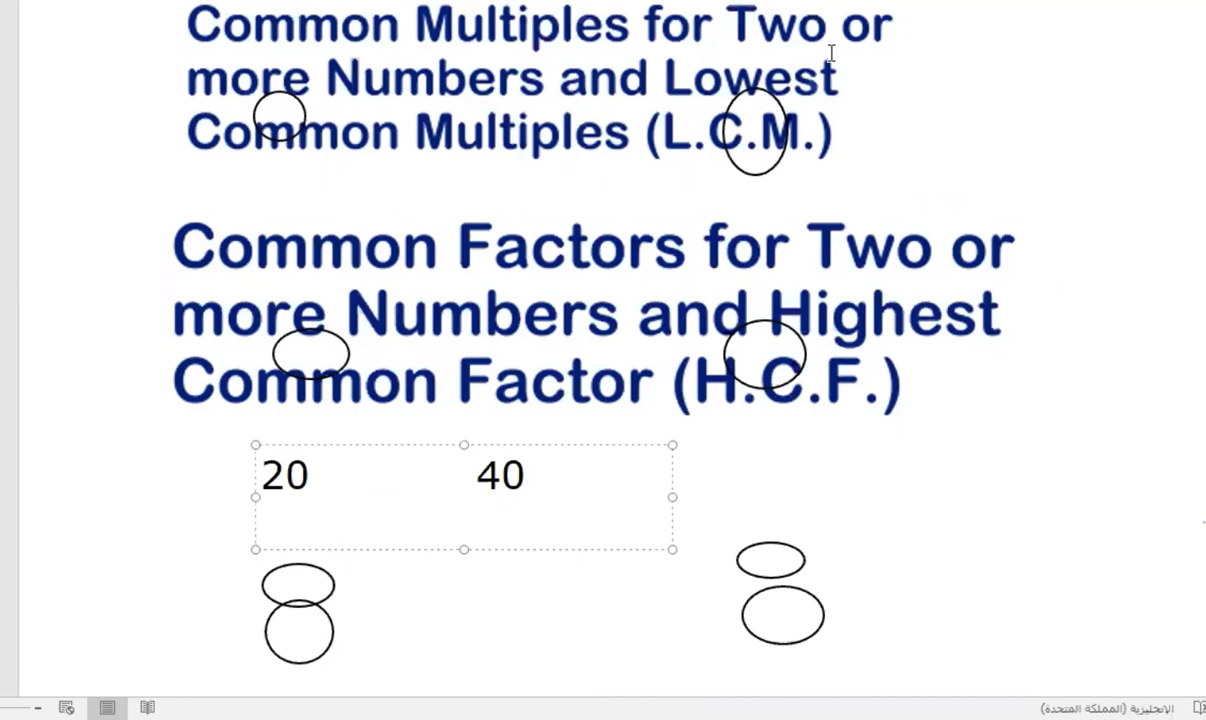 Common Multiples for Two or
more Numbers and Lowest
Common Multiples (L.C.M.)
Common Factors for Two or
more Numbers and Highest
Common Factor (H.C.F.)
20 40
الانجليزية (المملكة المتحدة)